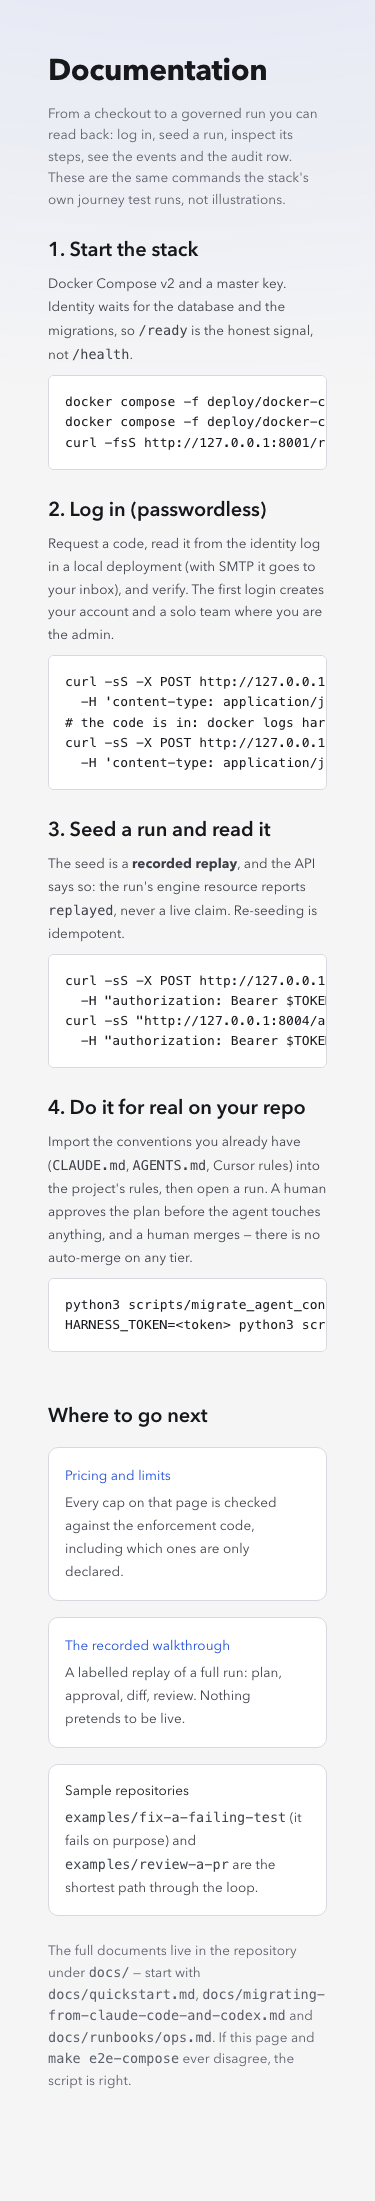 Documentation
From a checkout to a governed run you can
read back: log in, seed a run, inspect its
steps, see the events and the audit row.
These are the same commands the stack's
own journey test runs, not illustrations.
1. Start the stack
Docker Compose v2 and a master key.
Identity waits for the database and the
migrations, so /ready is the honest signal,
not /health.
docker compose -f deploy/docker-c
docker compose -f deploy/docker-c
curl -fsS http://127.0.0.1:8001/r
2. Log in (passwordless)
Request a code, read it from the identity log
in a local deployment (with SMTP it goes to
your inbox), and verify. The first login creates
your account and a solo team where you are
the admin.
curl -sS -X POST http://127.0.0.1
-H 'content-type: application/j
# the code is in: docker logs har
curl -sS -X POST http://127.0.0.1
-H 'content-type: application/j
3. Seed a run and read it
The seed is a recorded replay, and the API
says so: the run's engine resource reports
replayed, never a live claim. Re-seeding is
idempotent.
curl -sS -X POST http://127.0.0.1
-H "authorization: Bearer $TOKE
curl -sS "http://127.0.0.1:8004/a
-H "authorization: Bearer $TOKE
4. Do it for real on your repo
Import the conventions you already have
(CLAUDE.md, AGENTS.md, Cursor rules) into
the project's rules, then open a run. A human
approves the plan before the agent touches
anything, and a human merges — there is no
auto-merge on any tier.
python3 scripts/migrate_agent_con
HARNESS_TOKEN=<token> python3 scr
Where to go next
Pricing and limits
Every cap on that page is checked
against the enforcement code,
including which ones are only
declared.
The recorded walkthrough
A labelled replay of a full run: plan,
approval, diff, review. Nothing
pretends to be live.
Sample repositories
examples/fix-a-failing-test (it
fails on purpose) and
examples/review-a-pr are the
shortest path through the loop.
The full documents live in the repository
under docs/ — start with
docs/quickstart.md, docs/migrating-
from-claude-code-and-codex.md and
docs/runbooks/ops.md. If this page and
make e2e-compose ever disagree, the
script is right.